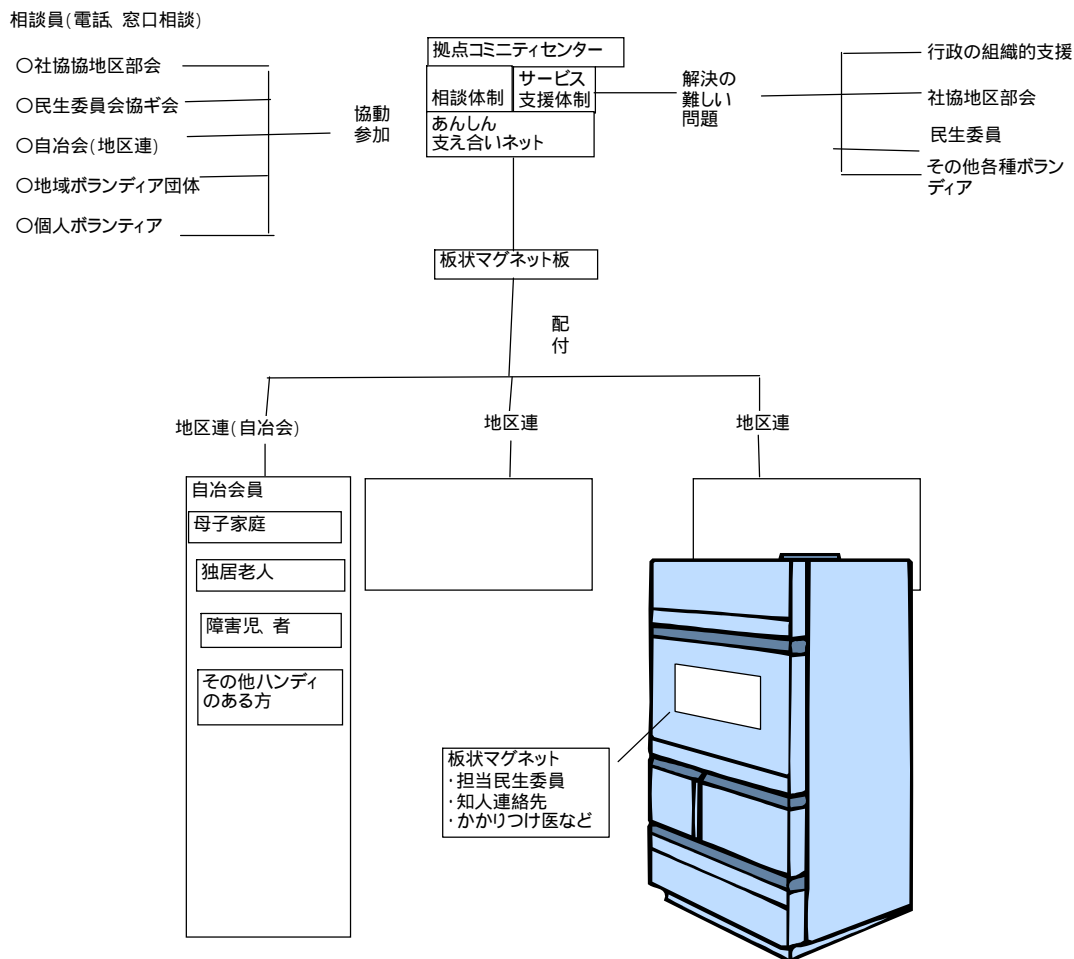 相談員(電話、窓口相談)
○社協協地区部会
○民生委員会協ギ会
○自冶会(地区連)
○地域ボランディア団体
○個人ボランティア
協動
参加
拠点コミニティセンター
相談体制
サービス
支援体制
あんしん
支え合いネット
解決の
難しい
問題
行政の組織的支援
社協地区部会
民生委員
その他各種ボラン
ディア
板状マグネット板
配
付
地区連(自冶会)
地区連
地区連
自冶会員
母子家庭
独居老人
障害児、者
その他ハンディ
のある方
板状マグネット
・担当民生委員
・知人連絡先
・かかりつけ医など